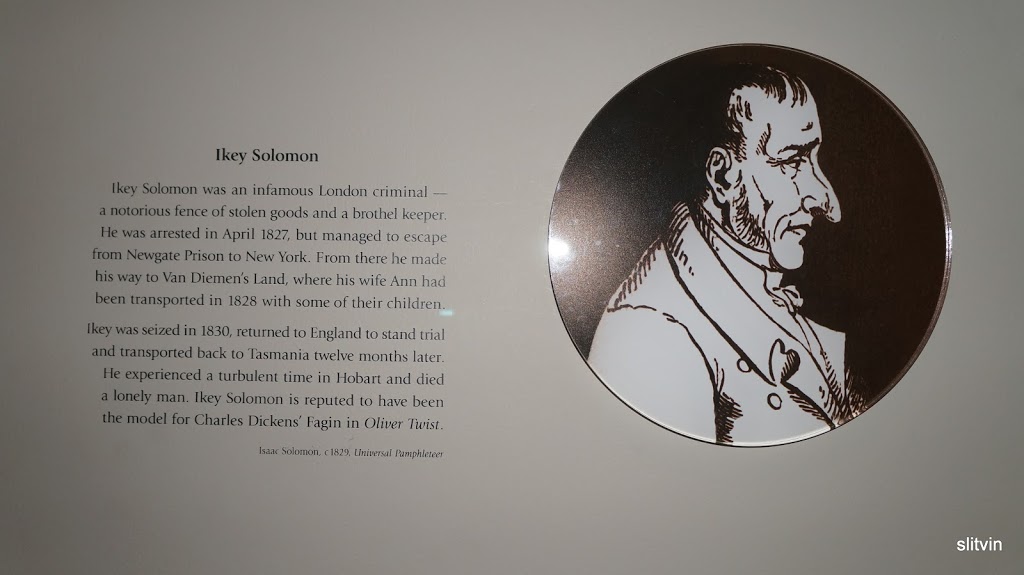 Ikey Solomon
Ikey Solomon was an infamous London criminal —
a notorious fence of stolen goods and a brothel keeper.
He was arrested in April 1827, but managed to escape
from Newgate Prison to New York. From there he made
his way to Van Diemen's Land, where his wife Ann had
been transported in 1828 with some of their children.
Ikey was seized in 1830, returned to England to stand trial
and transported back to Tasmania twelve months later.
He experienced a turbulent time in Hobart and died
a lonely man. Ikey Solomon is reputed to have been
the model for Charles Dickens' Fagin in Oliver Twist.
Isaac Solomon, c1829, Universal Pamphleteer
slitvin